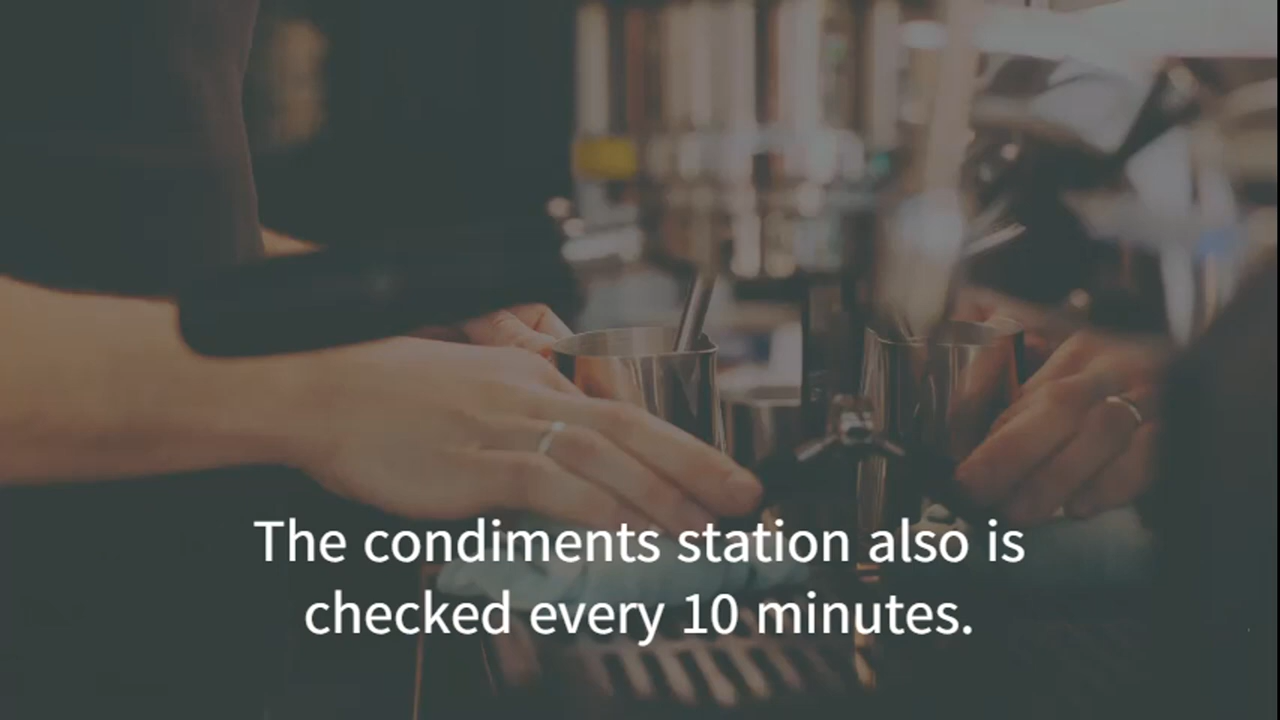 The condiments station also is
checked every 10 minutes.